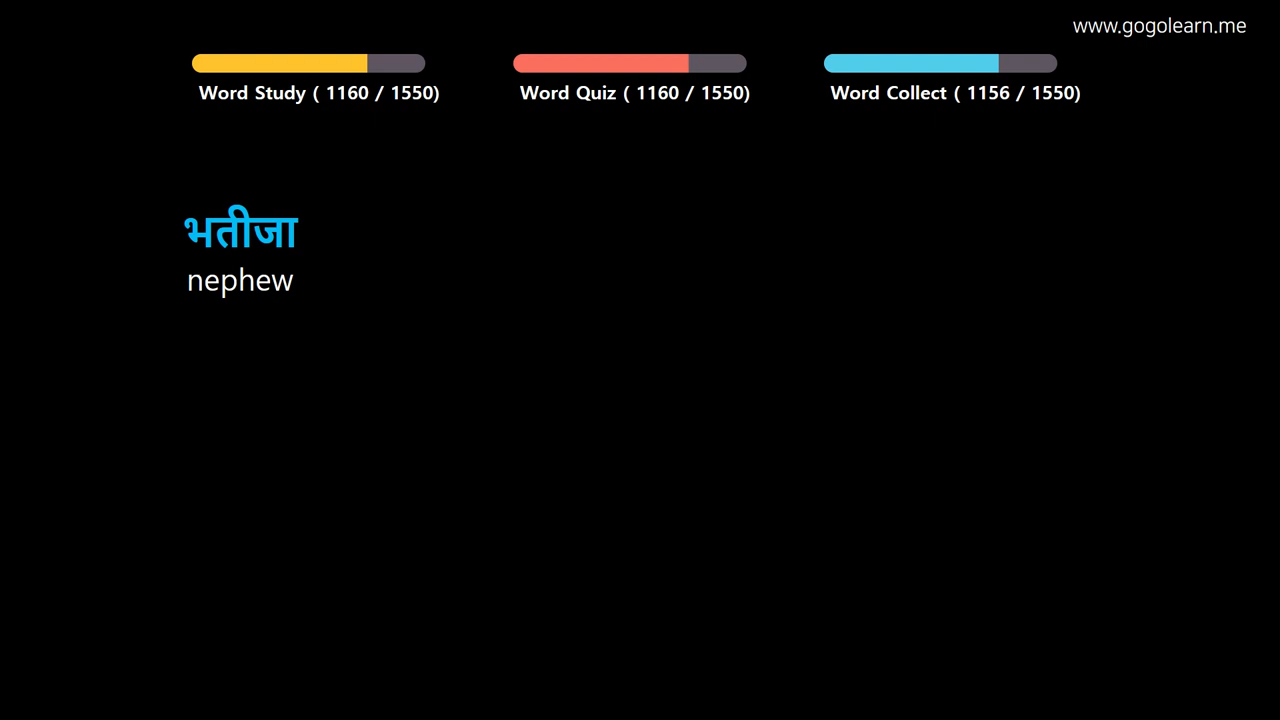 www.gogolearn.me
Word Study ( 1160 / 1550)
Word Quiz ( 1160 / 1550)
Word Collect ( 1156 / 1550)
भतीजा
nephew